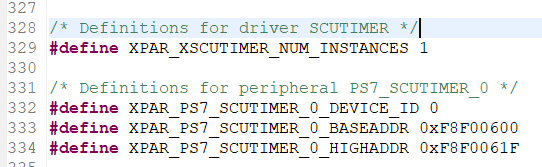 327
328 /* Definitions for driver SCUTIMER */
329 #define XPAR_XSCUTIMER_NUM_INSTANCES 1
330
331 /* Definitions for peripheral PS7_SCUTIMER_0 */
332 #define XPAR_PS7_SCUTIMER_0_DEVICE_ID 0
333 #define XPAR_PS7_SCUTIMER_0_BASEADDR 0xF8F00600
334 #define XPAR_PS7_SCUTIMER_0_HIGHADDR 0xF8F0061F